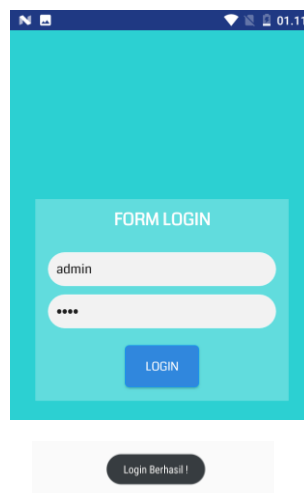 01.11
FORM LOGIN
admin
••••
LOGIN
Login Berhasil !